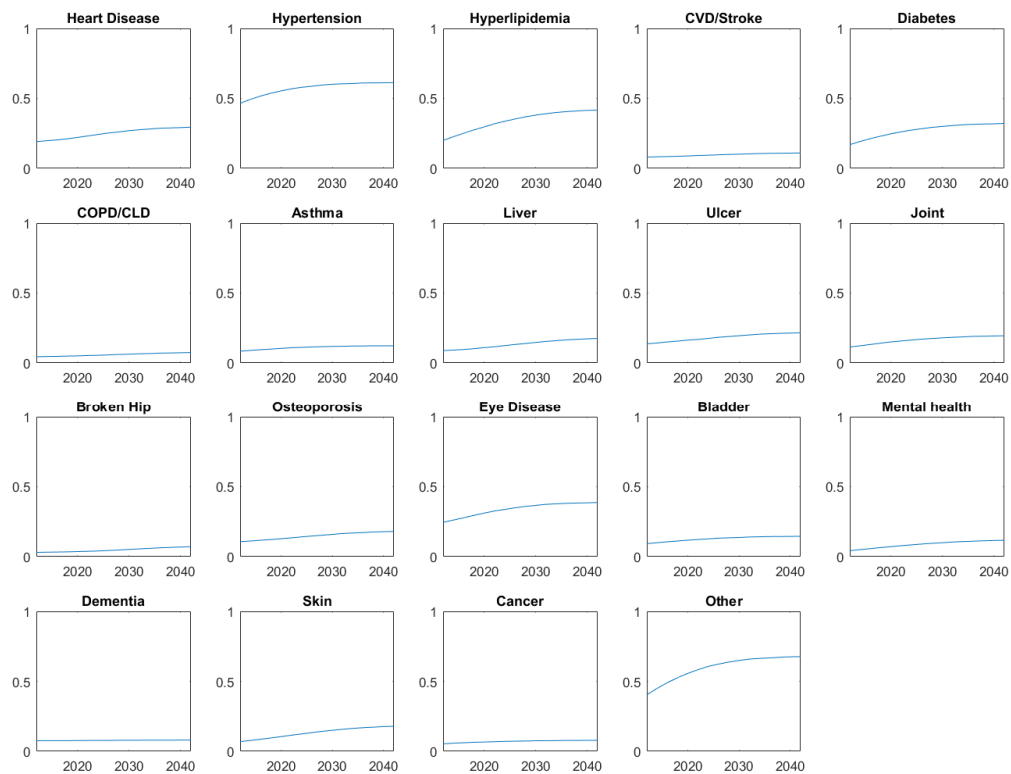 Heart Disease
1
0.5
0
2020 2030 2040
Hypertension
1
0.5
0
2020 2030 2040
Hyperlipidemia
1
0.5
0
2020 2030 2040
CVD/Stroke
1
0.5
0
2020 2030 2040
Diabetes
1
0.5
0
2020 2030 2040
COPD/CLD
1
0.5
0
2020 2030 2040
Asthma
1
0.5
0
2020 2030 2040
Liver
1
0.5
0
2020 2030 2040
Ulcer
1
0.5
0
2020 2030 2040
Joint
1
0.5
0
2020 2030 2040
Broken Hip
1
0.5
0
2020 2030 2040
Osteoporosis
1
0.5
0
2020 2030 2040
Eye Disease
1
0.5
0
2020 2030 2040
Bladder
1
0.5
0
2020 2030 2040
Mental health
1
0.5
0
2020 2030 2040
Dementia
1
0.5
0
2020 2030 2040
Skin
1
0.5
0
2020 2030 2040
Cancer
1
0.5
0
2020 2030 2040
Other
1
0.5
0
2020 2030 2040